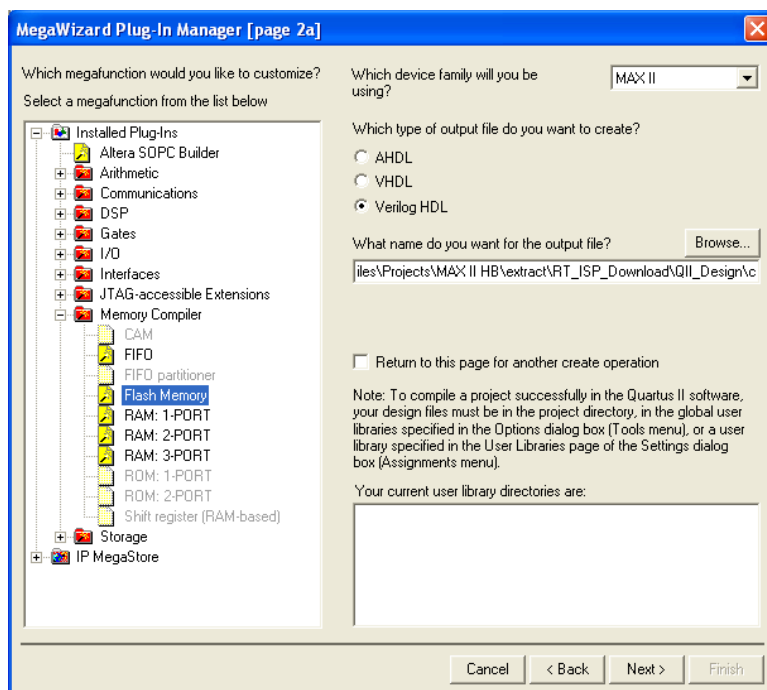 MegaWizard Plug-In Manager [page 2a]
Which megafunction would you like to customize?
Select a megafunction from the list below
Installed Plug-Ins
Altera SOPC Builder
Arithmetic
Communications
DSP
Gates
I/O
Interfaces
JTAG-accessible Extensions
Memory Compiler
CAM
FIFO
FIFO partitioner
Flash Memory
RAM: 1-PORT
RAM: 2-PORT
RAM: 3-PORT
ROM: 1-PORT
ROM: 2-PORT
Shift register (RAM-based)
Storage
IP MegaStore
Which device family will you be
using?
MAX II
Which type of output file do you want to create?
AHDL
VHDL
Verilog HDL
What name do you want for the output file?
Browse...
iles\Projects\MAX II HB\extract\RT_ISP_Download\QII_Design\c
Return to this page for another create operation
Note: To compile a project successfully in the Quartus II software,
your design files must be in the project directory, in the global user
libraries specified in the Options dialog box (Tools menu), or a user
library specified in the User Libraries page of the Settings dialog
box (Assignments menu).
Your current user library directories are:
Cancel
< Back
Next >
Finish